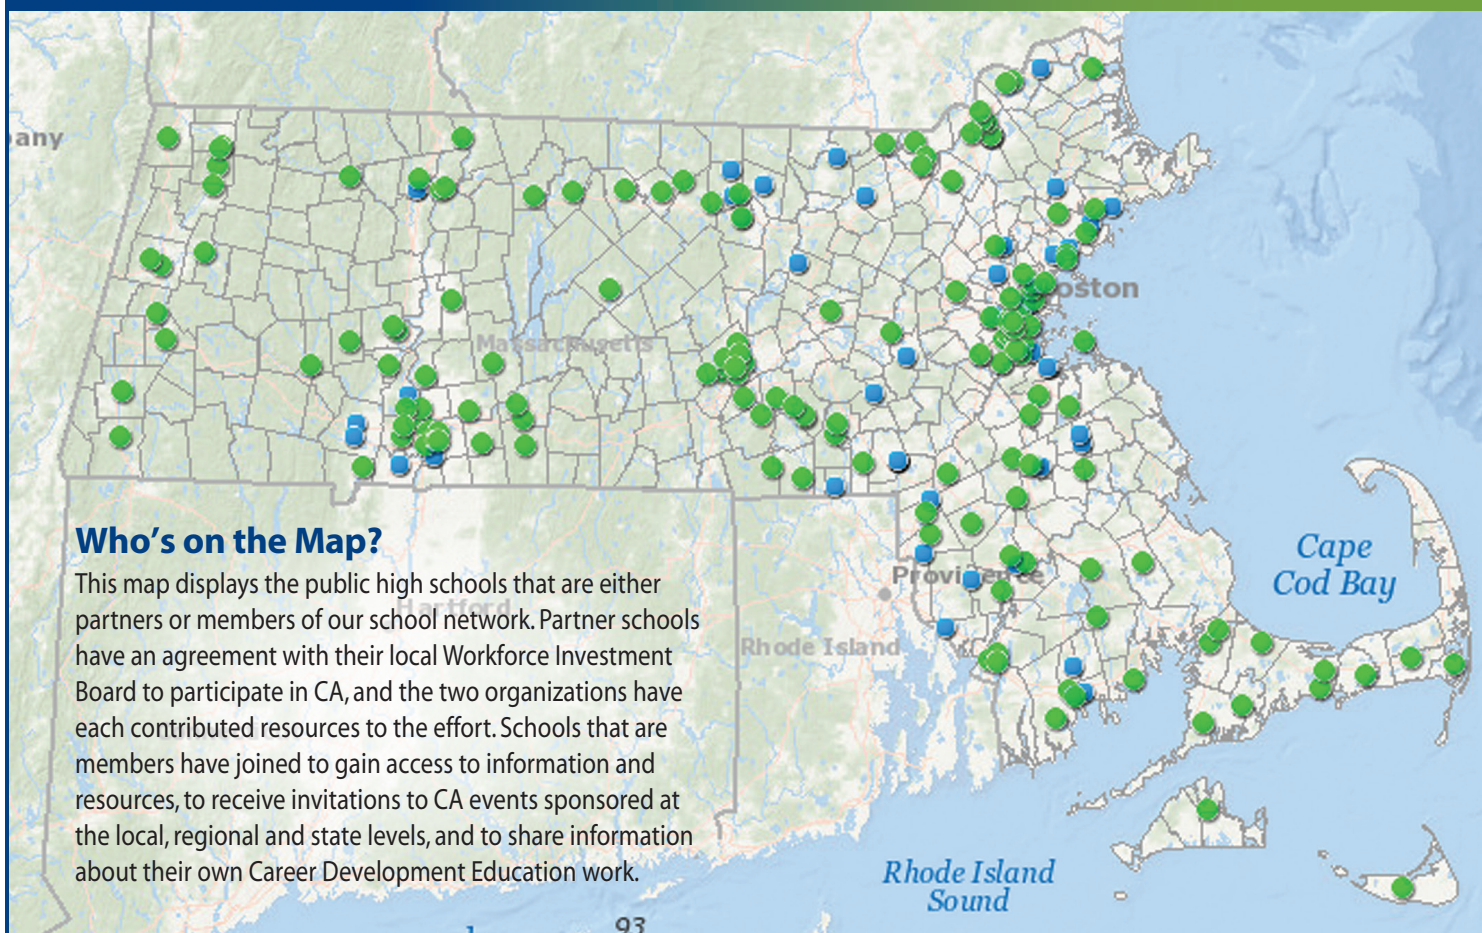 any
Boston
Massachusetts
Who's on the Map?
This map displays the public high schools that are either
partners or members of our school network. Partner schools
have an agreement with their local Workforce Investment
Board to participate in CA, and the two organizations have
each contributed resources to the effort. Schools that are
members have joined to gain access to information and
resources, to receive invitations to CA events sponsored at
the local, regional and state levels, and to share information
about their own Career Development Education work.
Hartford
Providence
Rhode Island
Cape
Cod Bay
Rhode Island
Sound
93